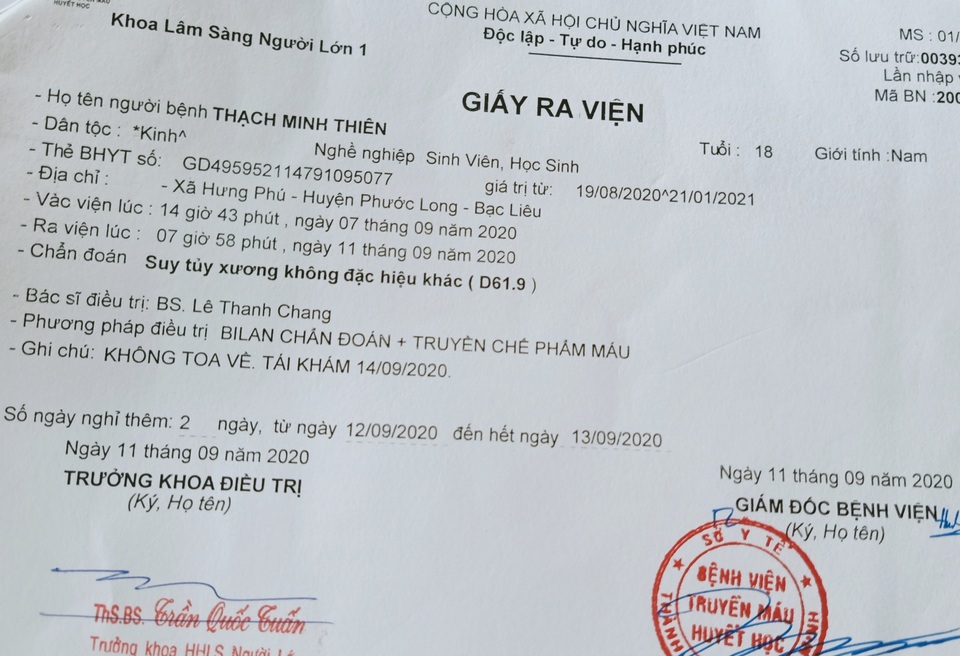 HUYẾT HỌC
Khoa Lâm Sàng Người Lớn 1
CỘNG HÒA XÃ HỘI CHỦ NGHĨA VIỆT NAM
Độc lập - Tự do - Hạnh phúc
MS : 01/
Số lưu trữ:0039
Lần nhập
Mã BN :200
GIẤY RA VIỆN
- Họ tên người bệnh THẠCH MINH THIÊN
Tuổi : 18 Giới tính :Nam
- Dân tộc : *Kinh^ Nghề nghiệp Sinh Viên, Học Sinh
- Thẻ BHYT số: GD495952114791095077 giá trị từ: 19/08/2020^21/01/2021
- Địa chỉ : - Xã Hưng Phú - Huyện Phước Long - Bạc Liêu
- Vào viện lúc : 14 giờ 43 phút , ngày 07 tháng 09 năm 2020
- Ra viện lúc : 07 giờ 58 phút , ngày 11 tháng 09 năm 2020
- Chẩn đoán Suy tủy xương không đặc hiệu khác ( D61.9 )
- Bác sĩ điều trị: BS. Lê Thanh Chang
- Phương pháp điều trị BILAN CHẨN ĐOÁN + TRUYỀN CHẾ PHẨM MÁU
- Ghi chú: KHÔNG TOA VỀ. TÁI KHÁM 14/09/2020.
Số ngày nghỉ thêm: 2 ngày, từ ngày 12/09/2020 đến hết ngày 13/09/2020
Ngày 11 tháng 09 năm 2020
TRƯỞNG KHOA ĐIỀU TRỊ
(Ký, Họ tên)
ThS.BS. Trần Quốc Tuấn
Trưởng khoa HHLS Người
Ngày 11 tháng 09 năm 2020
GIÁM ĐỐC BỆNH VIỆN
(Ký, Họ tên)
SỞ Y TẾ
BỆNH VIỆN
TRUYỀN MÁU
HUYẾT HỌC